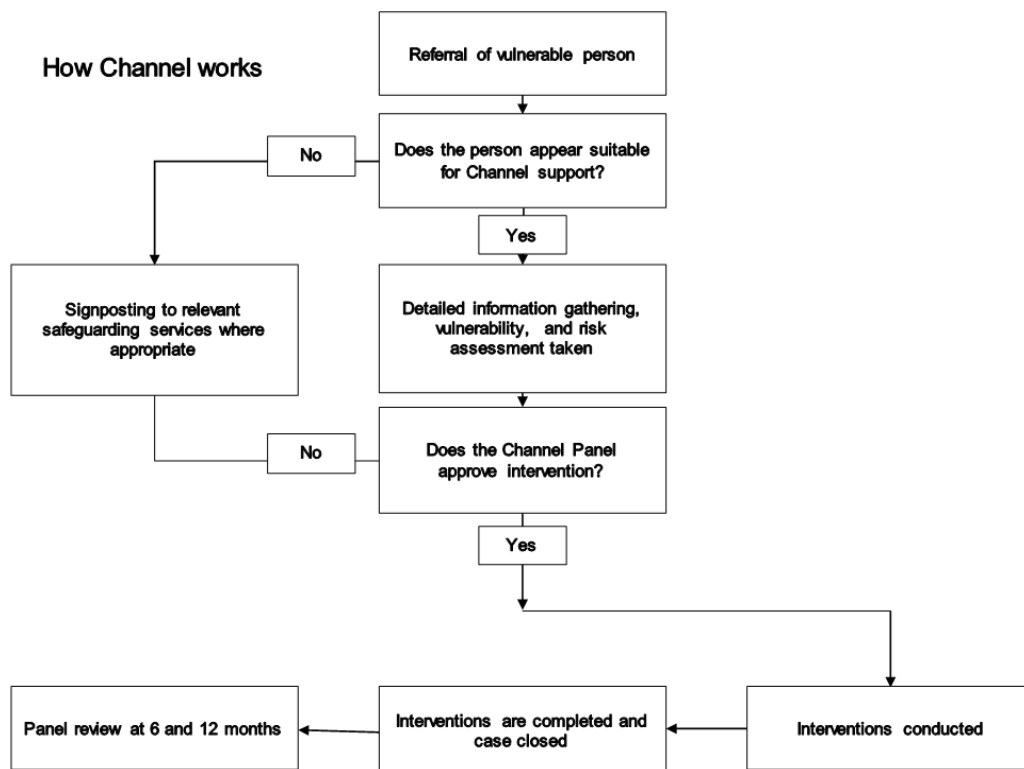 How Channel works
Referral of vulnerable person
Does the person appear suitable
for Channel support?
No
Yes
Signposting to relevant
safeguarding services where
appropriate
Detailed information gathering,
vulnerability, and risk
assessment taken
No
Does the Channel Panel
approve intervention?
Yes
Interventions conducted
Interventions are completed and
case closed
Panel review at 6 and 12 months